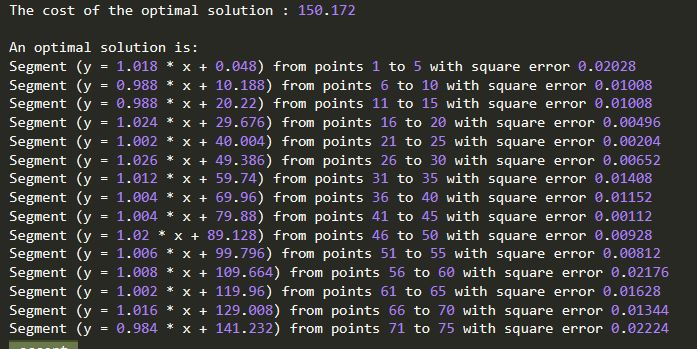 The cost of the optimal solution : 150.172
An optimal solution is:
Segment (y = 1.018 * x + 0.048) from points 1 to 5 with square error 0.02028
Segment (y = 0.988 * x + 10.188) from points 6 to 10 with square error 0.01008
Segment (y = 0.988 * x + 20.22) from points 11 to 15 with square error 0.01008
Segment (y = 1.024 * x + 29.676) from points 16 to 20 with square error 0.00496
Segment (y = 1.002 * x + 40.004) from points 21 to 25 with square error 0.00204
Segment (y = 1.026 * x + 49.386) from points 26 to 30 with square error 0.00652
Segment (y = 1.012 * x + 59.74) from points 31 to 35 with square error 0.01408
Segment (y = 1.004 * x + 69.96) from points 36 to 40 with square error 0.01152
Segment (y = 1.004 * x + 79.88) from points 41 to 45 with square error 0.00112
Segment (y = 1.02 * x + 89.128) from points 46 to 50 with square error 0.00928
Segment (y = 1.006 * x + 99.796) from points 51 to 55 with square error 0.00812
Segment (y = 1.008 * x + 109.664) from points 56 to 60 with square error 0.02176
Segment (y = 1.002 * x + 119.96) from points 61 to 65 with square error 0.01628
Segment (y = 1.016 * x + 129.008) from points 66 to 70 with square error 0.01344
Segment (y = 0.984 * x + 141.232) from points 71 to 75 with square error 0.02224